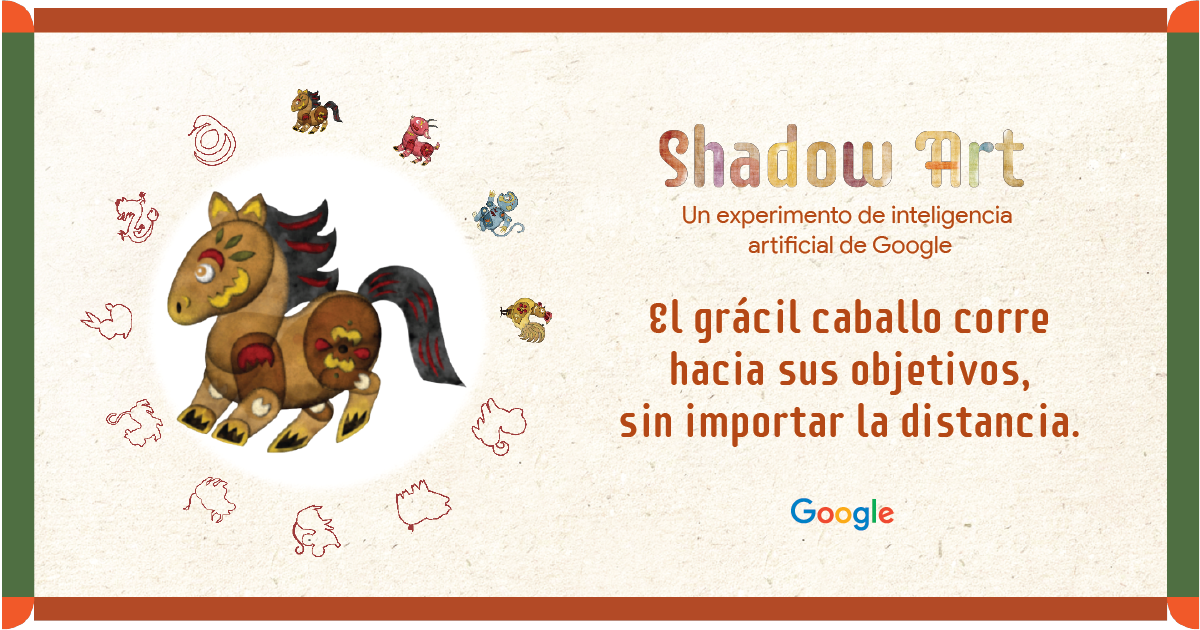 Shadow Art
Un experimento de inteligencia
artificial de Google
El grácil caballo corre
hacia sus objetivos,
sin importar la distancia.
Google